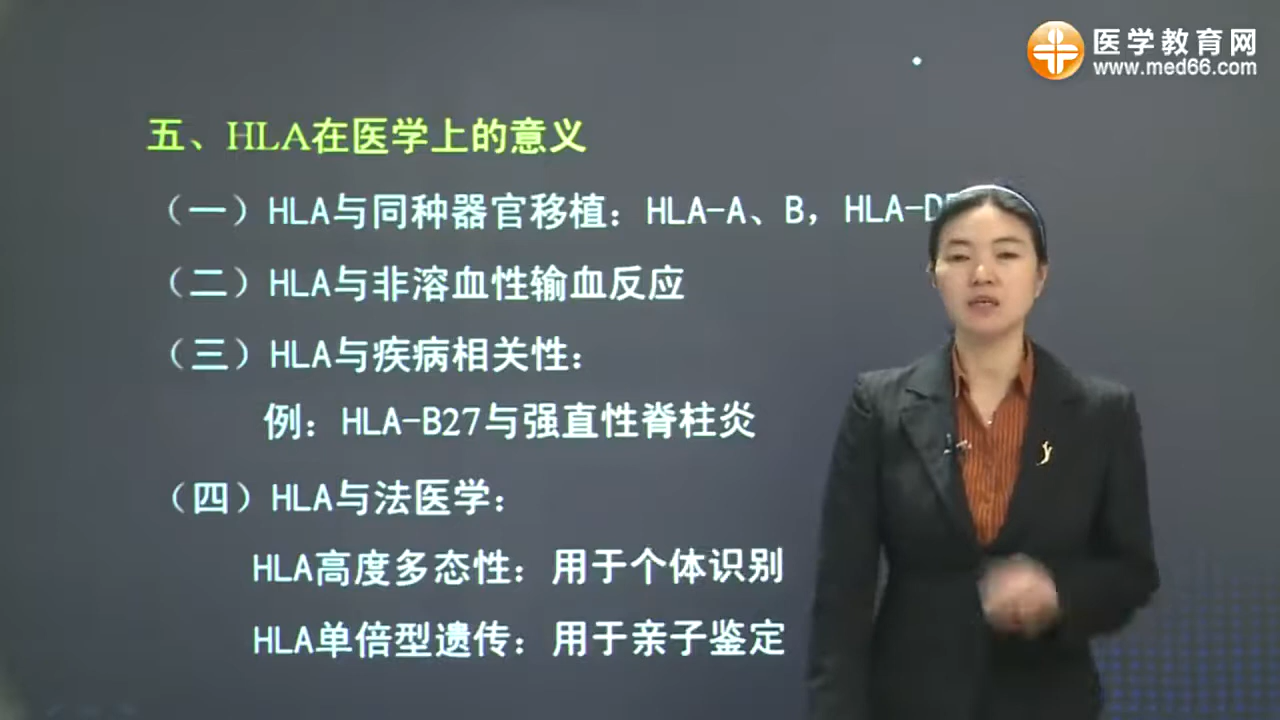 医学教育网
www.med66.com
五、HLA在医学上的意义
（一）HLA与同种器官移植：HLA-A、B，
（二）HLA与非溶血性输血反应
（三）HLA与疾病相关性：
例：HLA-B27与强直性脊柱炎
（四）HLA与法医学：
HLA高度多态性：用于个体识别
HLA单倍型遗传：用于亲子鉴定